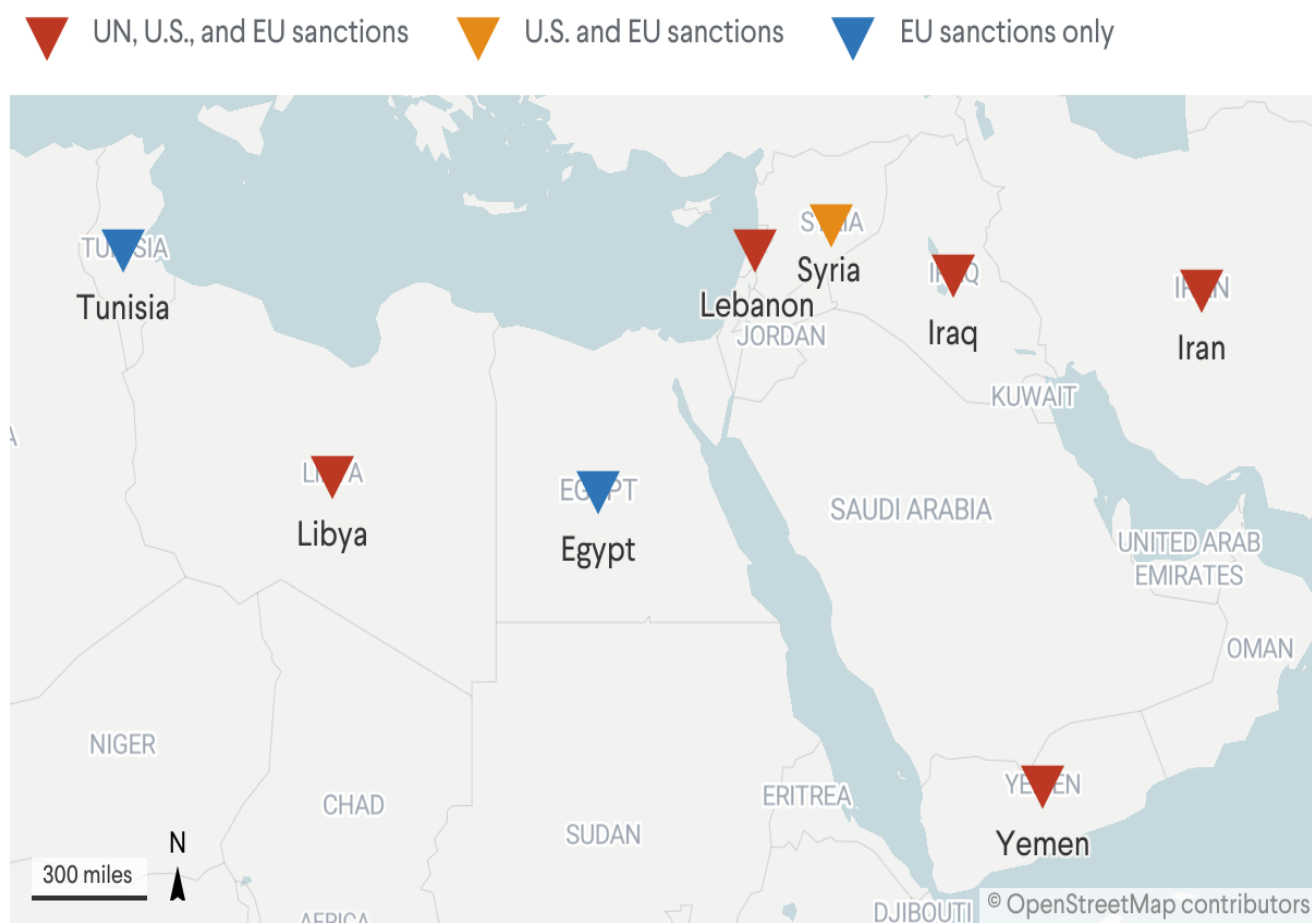 UN, U.S., and EU sanctions
U.S. and EU sanctions
EU sanctions only
Tunisia
Lebanon
Syria
JORDAN
Iraq
Iran
KUWAIT
Libya
Egypt
SAUDI ARABIA
UNITED ARAB
EMIRATES
OMAN
NIGER
CHAD
SUDAN
ERITREA
Yemen
N
300 miles
DJIBOUTI
© OpenStreetMap contributors